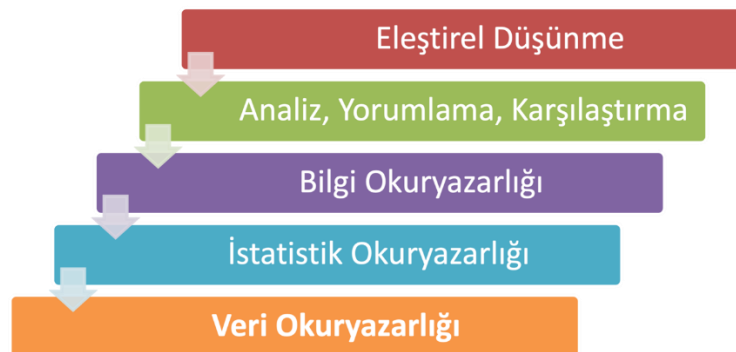 Eleştirel Düşünme
Analiz, Yorumlama, Karşılaştırma
Bilgi Okuryazarlığı
İstatistik Okuryazarlığı
Veri Okuryazarlığı